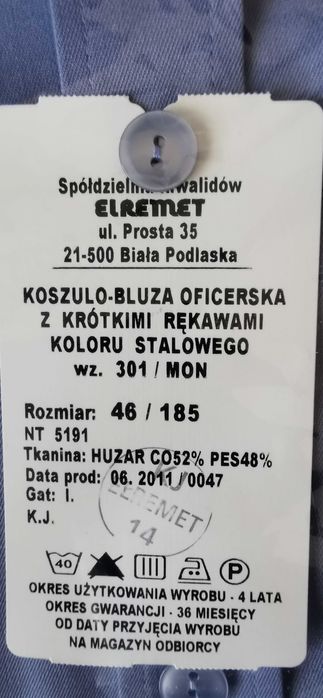 Spółdzielnia Inwalidów
ELREMET
ul. Prosta 35
21-500 Biała Podlaska
KOSZULO-BLUZA OFICERSKA
Z KRÓTKIMI RĘKAWAMI
KOLORU STALOWEGO
wz. 301 / MON
Rozmiar: 46 / 185
NT 5191
Tkanina: HUZAR CO52% PES48%
Data prod: 06. 2011 / 0047
Gat: I.
K.J.
KJ
ELREMET
14
40
P
OKRES UŻYTKOWANIA WYROBU - 4 LATA
OKRES GWARANCJI - 36 MIESIĘCY
OD DATY PRZYJĘCIA WYROBU
NA MAGAZYN ODBIORCY